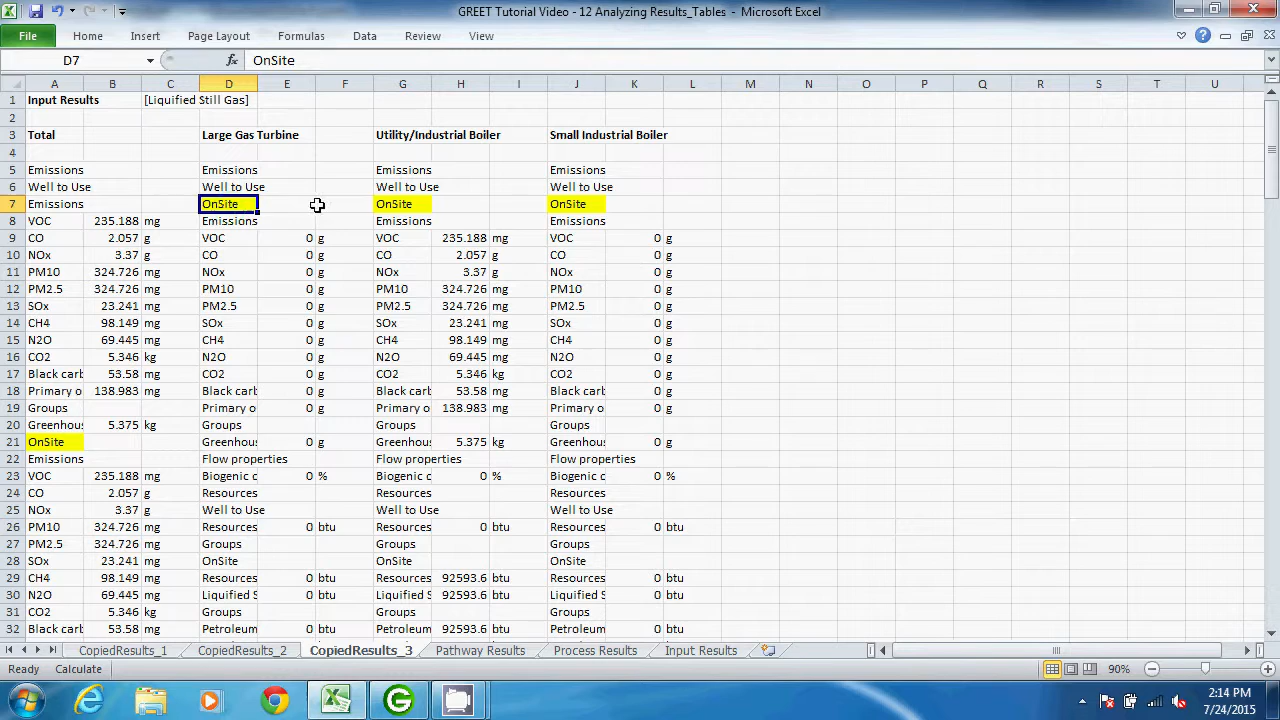 GREET Tutorial Video - 12 Analyzing Results_Tables - Microsoft Excel
File Home Insert Page Layout Formulas Data Review View
D7 fx OnSite
A B C D E F G H I J K L M N O P Q R S T U
1 Input Results [Liquified Still Gas]
2
3 Total Large Gas Turbine Utility/Industrial Boiler Small Industrial Boiler
4
5 Emissions Emissions Emissions Emissions
6 Well to Use Well to Use Well to Use Well to Use
7 Emissions OnSite OnSite OnSite
8 VOC 235.188 mg Emissions Emissions Emissions
9 CO 2.057 g VOC 0 g VOC 235.188 mg VOC 0 g
10 NOx 3.37 g CO 0 g CO 2.057 g CO 0 g
11 PM10 324.726 mg NOx 0 g NOx 3.37 g NOx 0 g
12 PM2.5 324.726 mg PM10 0 g PM10 324.726 mg PM10 0 g
13 SOx 23.241 mg PM2.5 0 g PM2.5 324.726 mg PM2.5 0 g
14 CH4 98.149 mg SOx 0 g SOx 23.241 mg SOx 0 g
15 N2O 69.445 mg CH4 0 g CH4 98.149 mg CH4 0 g
16 CO2 5.346 kg N2O 0 g N2O 69.445 mg N2O 0 g
17 Black carb 53.58 mg CO2 0 g CO2 5.346 kg CO2 0 g
18 Primary o 138.983 mg Black carb 0 g Black carb 53.58 mg Black carb 0 g
19 Groups Primary o 0 g Primary o 138.983 mg Primary o 0 g
20 Greenhou 5.375 kg Groups Groups Groups
21 OnSite Greenhou 0 g Greenhou 5.375 kg Greenhou 0 g
22 Emissions Flow properties Flow properties Flow properties
23 VOC 235.188 mg Biogenic c 0 % Biogenic c 0 % Biogenic c 0 %
24 CO 2.057 g Resources Resources Resources
25 NOx 3.37 g Well to Use Well to Use Well to Use
26 PM10 324.726 mg Resources 0 btu Resources 0 btu Resources 0 btu
27 PM2.5 324.726 mg Groups Groups Groups
28 SOx 23.241 mg OnSite OnSite OnSite
29 CH4 98.149 mg Resources 0 btu Resources 92593.6 btu Resources 0 btu
30 N2O 69.445 mg Liquified S 0 btu Liquified S 92593.6 btu Liquified S 0 btu
31 CO2 5.346 kg Groups Groups Groups
32 Black carb 53.58 mg Petroleum 0 btu Petroleum 92593.6 btu Petroleum 0 btu
CopiedResults_1 CopiedResults_2 CopiedResults_3 Pathway Results Process Results Input Results
Ready Calculate 90%
2:14 PM
7/24/2015